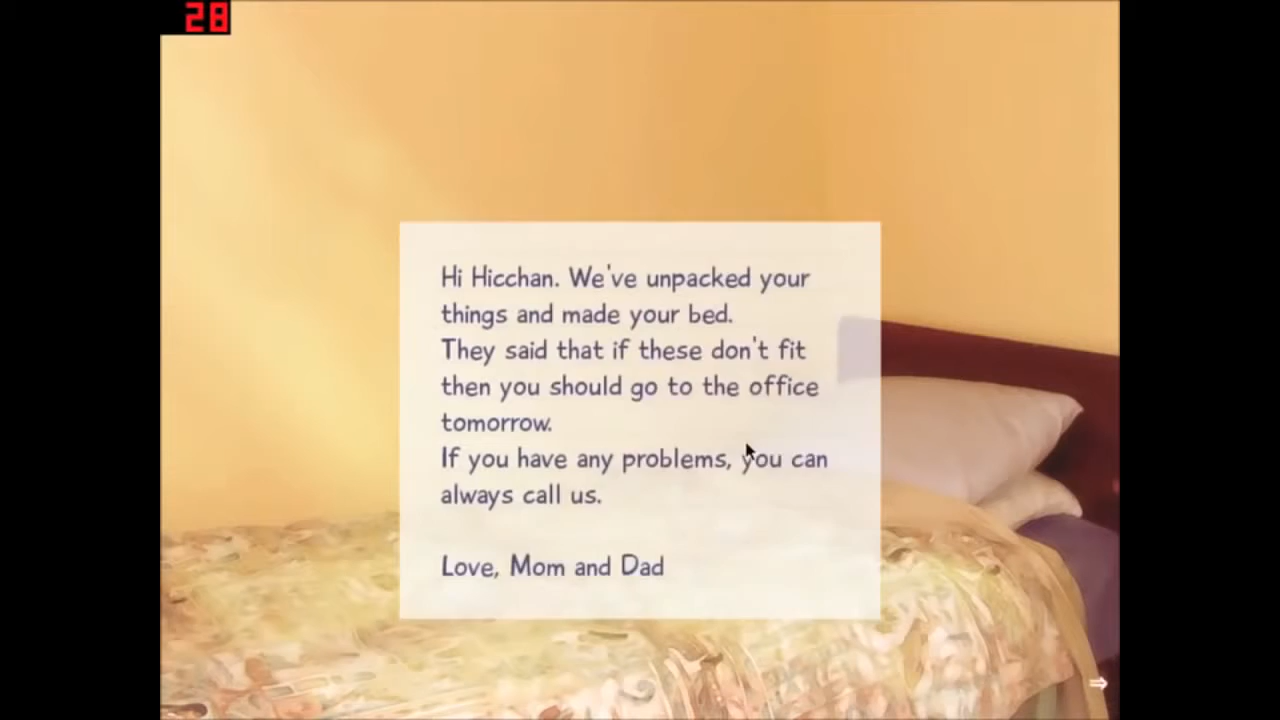 28
Hi Hicchan. We've unpacked your
things and made your bed.
They said that if these don't fit
then you should go to the office
tomorrow.
If you have any problems, you can
always call us.
Love, Mom and Dad